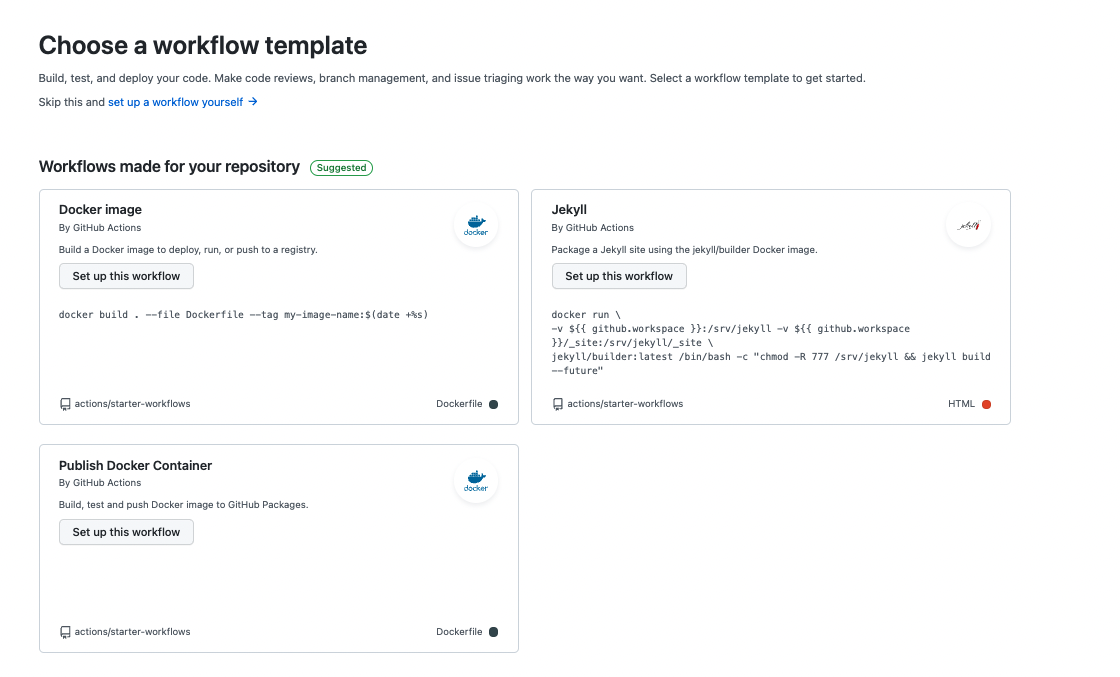 Choose a workflow template
Build, test, and deploy your code. Make code reviews, branch management, and issue triaging work the way you want. Select a workflow template to get started.
Skip this and set up a workflow yourself →
Workflows made for your repository Suggested
Docker image
By GitHub Actions
docker
Build a Docker image to deploy, run, or push to a registry.
Set up this workflow
docker build . --file Dockerfile --tag my-image-name:$(date +%s)
actions/starter-workflows Dockerfile
Jekyll
By GitHub Actions
jekyll
Package a Jekyll site using the jekyll/builder Docker image.
Set up this workflow
docker run \
-v ${{ github.workspace }}:/srv/jekyll -v ${{ github.workspace
}}/_site:/srv/jekyll/_site \
jekyll/builder:latest /bin/bash -c "chmod -R 777 /srv/jekyll && jekyll build
--future"
actions/starter-workflows HTML
Publish Docker Container
By GitHub Actions
docker
Build, test and push Docker image to GitHub Packages.
Set up this workflow
actions/starter-workflows Dockerfile